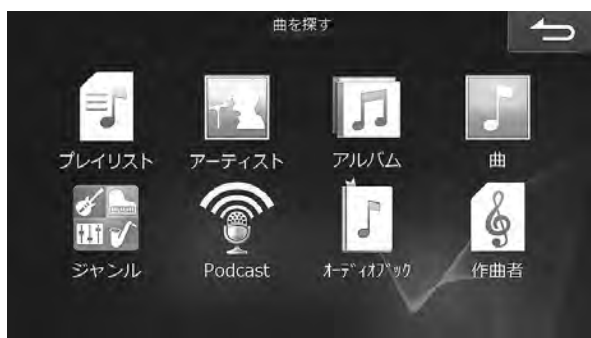 曲を探す
プレイリスト
アーティスト
アルバム
曲
ジャンル
Podcast
ｵｰﾃﾞｨｵﾌﾞｯｸ
作曲者